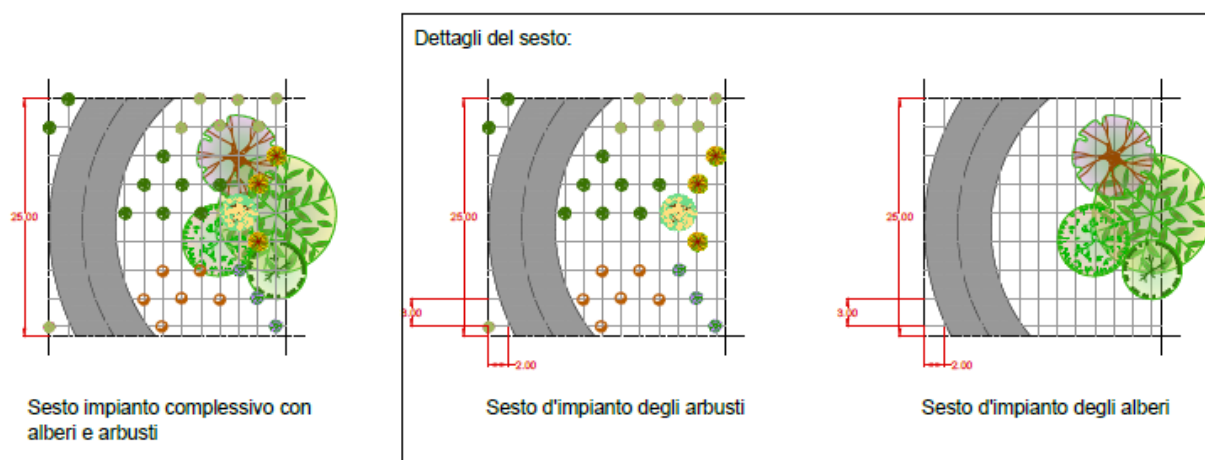 Dettagli del sesto:
25.00
25.00
3.00
2.00
25.00
3.00
2.00
Sesto impianto complessivo con
alberi e arbusti
Sesto d'impianto degli arbusti
Sesto d'impianto degli alberi